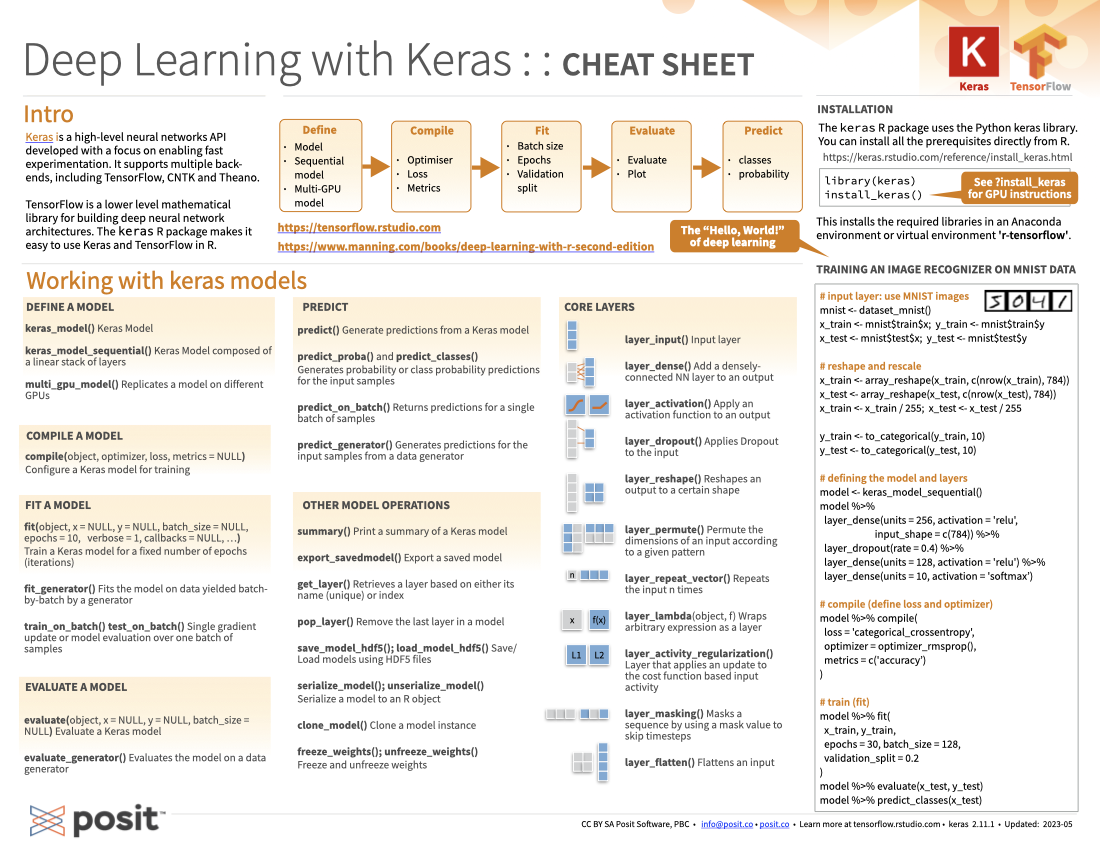 Deep Learning with Keras : : CHEAT SHEET
Keras
TensorFlow
Intro
Keras is a high-level neural networks API
developed with a focus on enabling fast
experimentation. It supports multiple back-
ends, including TensorFlow, CNTK and Theano.
TensorFlow is a lower level mathematical
library for building deep neural network
architectures. The keras R package makes it
easy to use Keras and TensorFlow in R.
Define
• Model
• Sequential
model
• Multi-GPU
model
Compile
• Optimiser
• Loss
• Metrics
Fit
• Batch size
• Epochs
• Validation
split
Evaluate
• Evaluate
• Plot
Predict
• classes
• probability
https://tensorflow.rstudio.com
https://www.manning.com/books/deep-learning-with-r-second-edition
The "Hello, World!"
of deep learning
INSTALLATION
The keras R package uses the Python keras library.
You can install all the prerequisites directly from R.
https://keras.rstudio.com/reference/install_keras.html
library(keras)
install_keras()
See ?install_keras
for GPU instructions
This installs the required libraries in an Anaconda
environment or virtual environment 'r-tensorflow'.
Working with keras models
DEFINE A MODEL
keras_model() Keras Model
keras_model_sequential() Keras Model composed of
a linear stack of layers
multi_gpu_model() Replicates a model on different
GPUs
COMPILE A MODEL
compile(object, optimizer, loss, metrics = NULL)
Configure a Keras model for training
FIT A MODEL
fit(object, x = NULL, y = NULL, batch_size = NULL,
epochs = 10, verbose = 1, callbacks = NULL, …)
Train a Keras model for a fixed number of epochs
(iterations)
fit_generator() Fits the model on data yielded batch-
by-batch by a generator
train_on_batch() test_on_batch() Single gradient
update or model evaluation over one batch of
samples
EVALUATE A MODEL
evaluate(object, x = NULL, y = NULL, batch_size =
NULL) Evaluate a Keras model
evaluate_generator() Evaluates the model on a data
generator
PREDICT
predict() Generate predictions from a Keras model
predict_proba() and predict_classes()
Generates probability or class probability predictions
for the input samples
predict_on_batch() Returns predictions for a single
batch of samples
predict_generator() Generates predictions for the
input samples from a data generator
OTHER MODEL OPERATIONS
summary() Print a summary of a Keras model
export_savedmodel() Export a saved model
get_layer() Retrieves a layer based on either its
name (unique) or index
pop_layer() Remove the last layer in a model
save_model_hdf5(); load_model_hdf5() Save/
Load models using HDF5 files
serialize_model(); unserialize_model()
Serialize a model to an R object
clone_model() Clone a model instance
freeze_weights(); unfreeze_weights()
Freeze and unfreeze weights
CORE LAYERS
layer_input() Input layer
layer_dense() Add a densely-
connected NN layer to an output
layer_activation() Apply an
activation function to an output
layer_dropout() Applies Dropout
to the input
layer_reshape() Reshapes an
output to a certain shape
layer_permute() Permute the
dimensions of an input according
to a given pattern
n
layer_repeat_vector() Repeats
the input n times
x f(x)
layer_lambda(object, f) Wraps
arbitrary expression as a layer
L1 L2
layer_activity_regularization()
Layer that applies an update to
the cost function based input
activity
layer_masking() Masks a
sequence by using a mask value to
skip timesteps
layer_flatten() Flattens an input
TRAINING AN IMAGE RECOGNIZER ON MNIST DATA
5 0 4 1
# input layer: use MNIST images
mnist <- dataset_mnist()
x_train <- mnist$train$x; y_train <- mnist$train$y
x_test <- mnist$test$x; y_test <- mnist$test$y
# reshape and rescale
x_train <- array_reshape(x_train, c(nrow(x_train), 784))
x_test <- array_reshape(x_test, c(nrow(x_test), 784))
x_train <- x_train / 255; x_test <- x_test / 255
y_train <- to_categorical(y_train, 10)
y_test <- to_categorical(y_test, 10)
# defining the model and layers
model <- keras_model_sequential()
model %>%
layer_dense(units = 256, activation = 'relu',
input_shape = c(784)) %>%
layer_dropout(rate = 0.4) %>%
layer_dense(units = 128, activation = 'relu') %>%
layer_dense(units = 10, activation = 'softmax')
# compile (define loss and optimizer)
model %>% compile(
loss = 'categorical_crossentropy',
optimizer = optimizer_rmsprop(),
metrics = c('accuracy')
)
# train (fit)
model %>% fit(
x_train, y_train,
epochs = 30, batch_size = 128,
validation_split = 0.2
)
model %>% evaluate(x_test, y_test)
model %>% predict_classes(x_test)
posit™
CC BY SA Posit Software, PBC • info@posit.co • posit.co • Learn more at tensorflow.rstudio.com • keras 2.11.1 • Updated: 2023-05